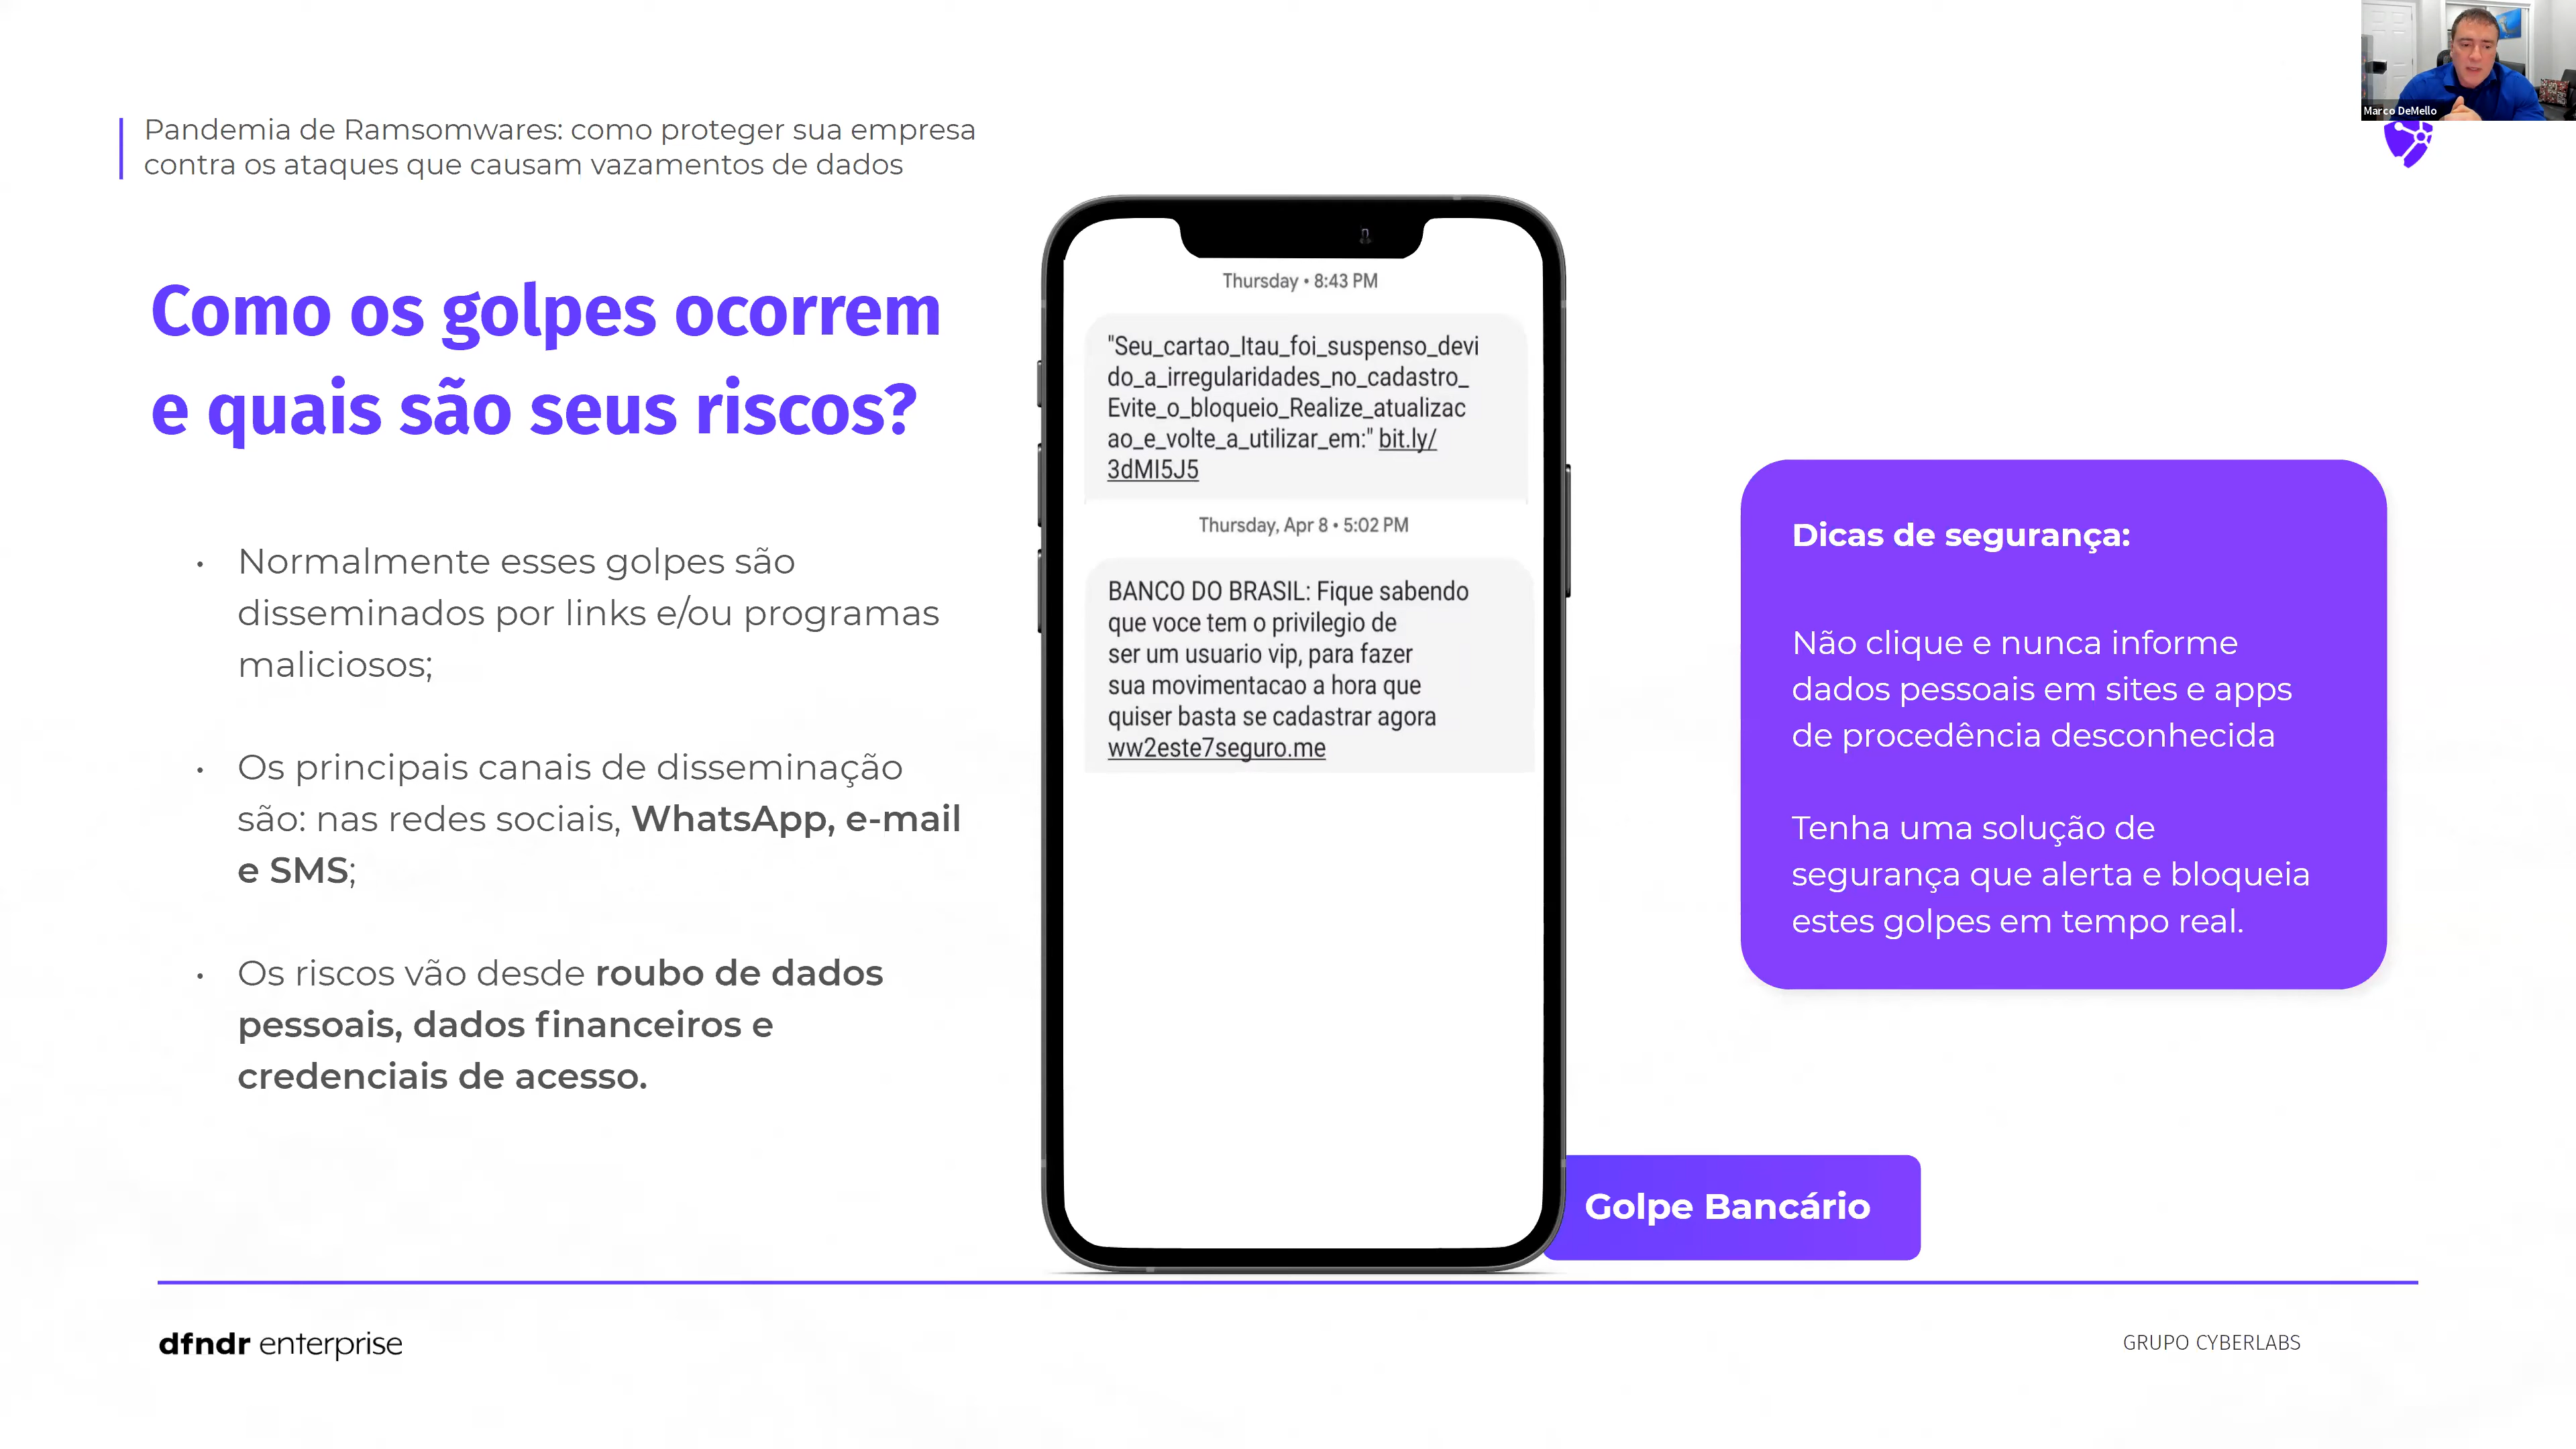 Marco DeMello
Pandemia de Ramsomwares: como proteger sua empresa
contra os ataques que causam vazamentos de dados
Como os golpes ocorrem
e quais são seus riscos?
• Normalmente esses golpes são
disseminados por links e/ou programas
maliciosos;
• Os principais canais de disseminação
são: nas redes sociais, WhatsApp, e-mail
e SMS;
• Os riscos vão desde roubo de dados
pessoais, dados financeiros e
credenciais de acesso.
Thursday • 8:43 PM
"Seu_cartao_Itau_foi_suspenso_devi
do_a_irregularidades_no_cadastro_
Evite_o_bloqueio_Realize_atualizac
ao_e_volte_a_utilizar_em:" bit.ly/
3dMI5J5
Thursday, Apr 8 • 5:02 PM
BANCO DO BRASIL: Fique sabendo
que voce tem o privilegio de
ser um usuario vip, para fazer
sua movimentacao a hora que
quiser basta se cadastrar agora
ww2este7seguro.me
Dicas de segurança:
Não clique e nunca informe
dados pessoais em sites e apps
de procedência desconhecida
Tenha uma solução de
segurança que alerta e bloqueia
estes golpes em tempo real.
Golpe Bancário
dfndr enterprise
GRUPO CYBERLABS